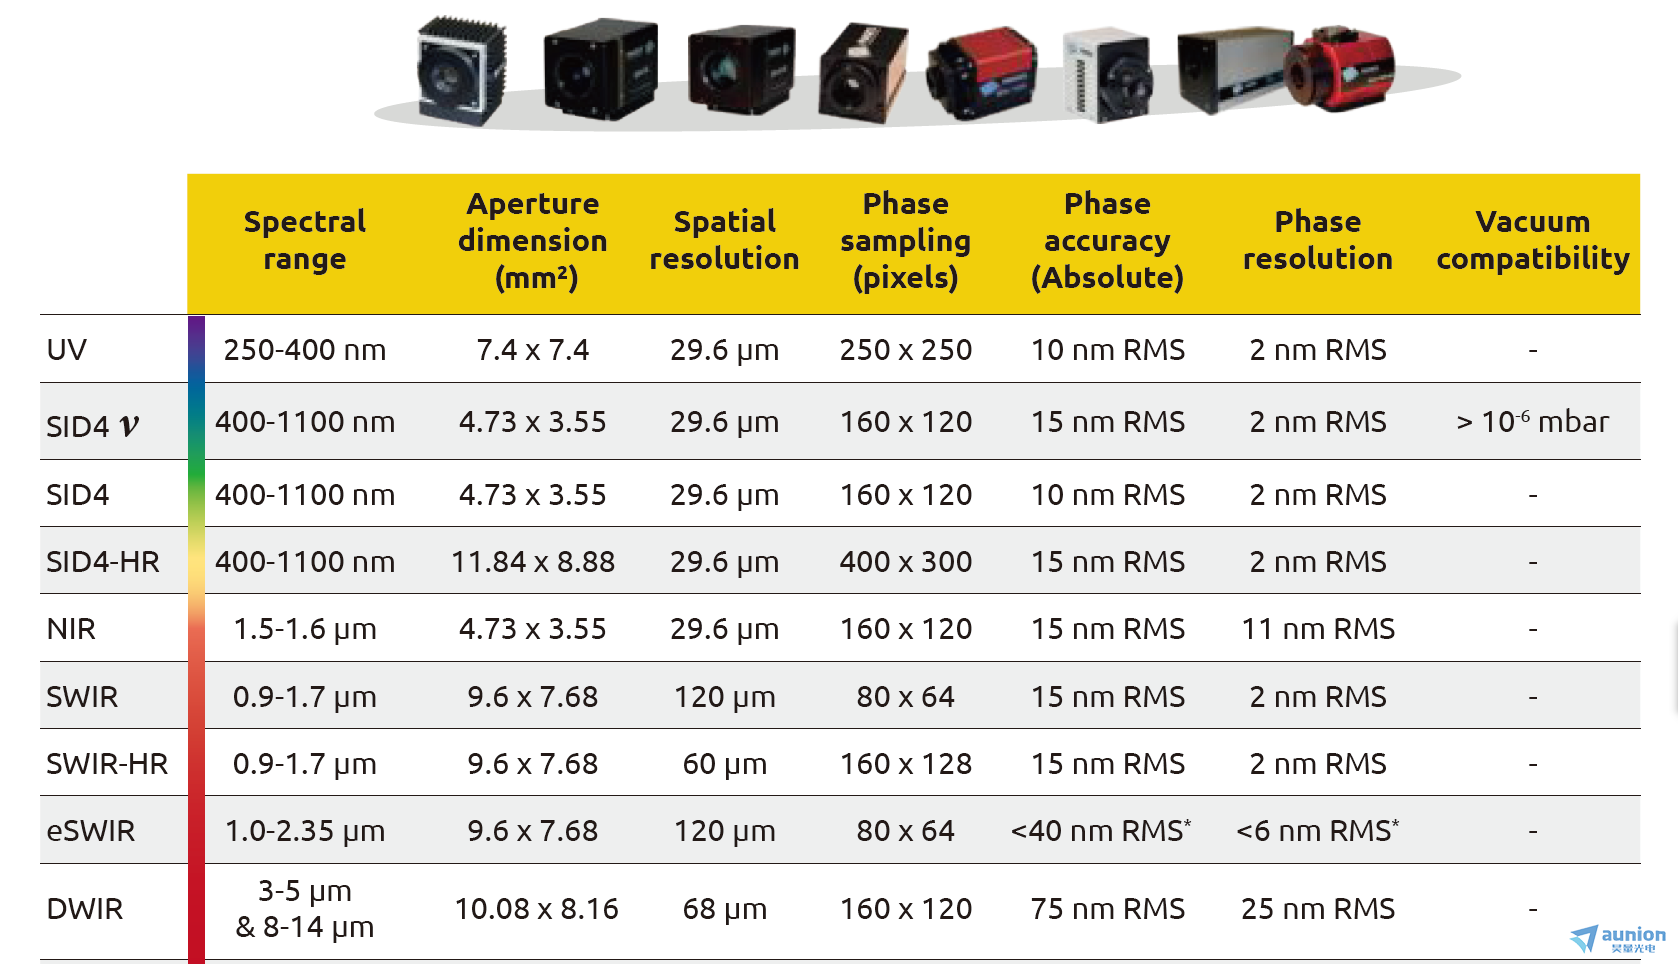 Spectral range
Aperture dimension (mm²)
Spatial resolution
Phase sampling (pixels)
Phase accuracy (Absolute)
Phase resolution
Vacuum compatibility
UV 250-400 nm 7.4 x 7.4 29.6 µm 250 x 250 10 nm RMS 2 nm RMS -
SID4 ν 400-1100 nm 4.73 x 3.55 29.6 µm 160 x 120 15 nm RMS 2 nm RMS > 10⁻⁶ mbar
SID4 400-1100 nm 4.73 x 3.55 29.6 µm 160 x 120 10 nm RMS 2 nm RMS -
SID4-HR 400-1100 nm 11.84 x 8.88 29.6 µm 400 x 300 15 nm RMS 2 nm RMS -
NIR 1.5-1.6 µm 4.73 x 3.55 29.6 µm 160 x 120 15 nm RMS 11 nm RMS -
SWIR 0.9-1.7 µm 9.6 x 7.68 120 µm 80 x 64 15 nm RMS 2 nm RMS -
SWIR-HR 0.9-1.7 µm 9.6 x 7.68 60 µm 160 x 128 15 nm RMS 2 nm RMS -
eSWIR 1.0-2.35 µm 9.6 x 7.68 120 µm 80 x 64 <40 nm RMS* <6 nm RMS* -
DWIR 3-5 µm & 8-14 µm 10.08 x 8.16 68 µm 160 x 120 75 nm RMS 25 nm RMS -
aunion
昊量光电